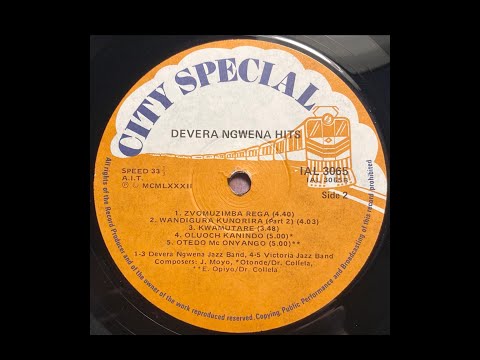 CITY SPECIAL
DEVERA NGWENA HITS
SPEED 33
A.I.T.
Ⓟ MCMLXXXII
IAL 3065
(AL 3065B)
Side 2
1. ZVOMUZIMBA REGA (4.40)
2. WANDIGURA KUNORIRA (Part 2) (4.03)
3. KWAMUTARE (3.48)
4. OLUOCH KANINDO (5.00)*
5. OTEGO Mc ONYANGO (5.00)**
1-3 Devera Ngwena Jazz Band, 4-5 Victoria Jazz Band
Composers: J. Moyo, *Otonde/Dr. Collela,
**E. Opiyo/Dr. Collela.
All rights of the Record Producer and of the owner of the work reproduced reserved. Copying, Public Performance and Broadcasting of this record prohibited